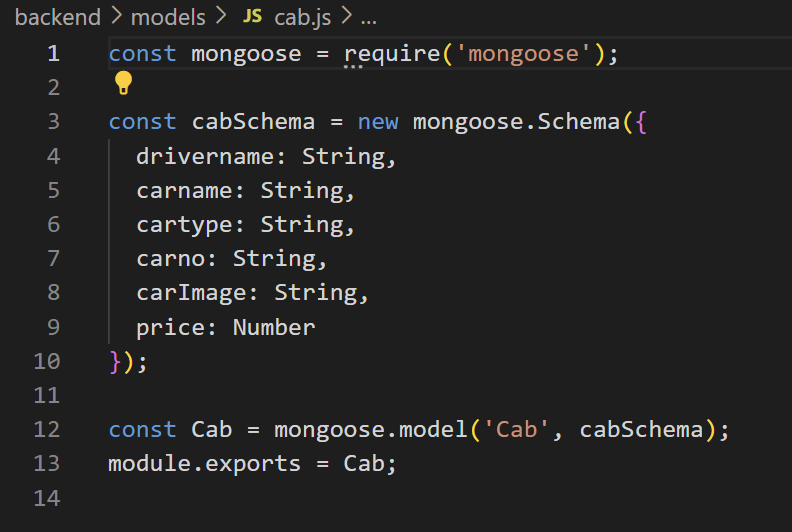 backend > models > JS cab.js > ...
1 const mongoose = require('mongoose');
2
3 const cabSchema = new mongoose.Schema({
4 drivername: String,
5 carname: String,
6 cartype: String,
7 carno: String,
8 carImage: String,
9 price: Number
10 });
11
12 const Cab = mongoose.model('Cab', cabSchema);
13 module.exports = Cab;
14